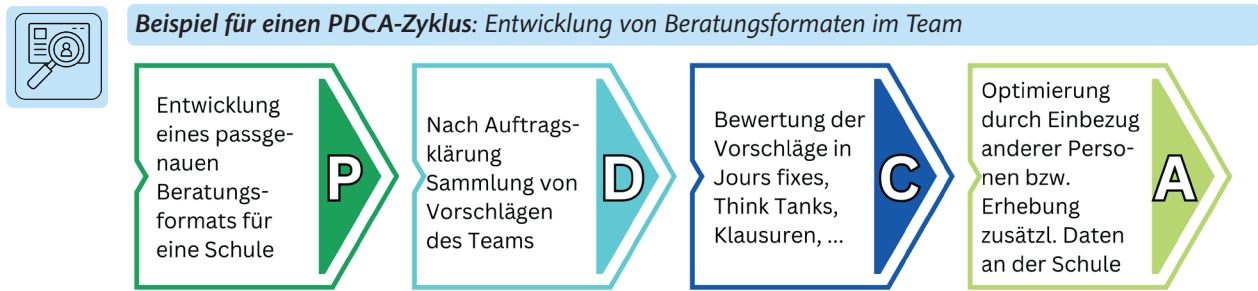 Beispiel für einen PDCA-Zyklus: Entwicklung von Beratungsformaten im Team
Entwicklung
eines passge-
nauen
Beratungs-
formats für
eine Schule
P
Nach Auftrags-
klärung
Sammlung von
Vorschlägen
des Teams
D
Bewertung der
Vorschläge in
Jours fixes,
Think Tanks,
Klausuren, ...
C
Optimierung
durch Einbezug
anderer Perso-
nen bzw.
Erhebung
zusätzl. Daten
an der Schule
A